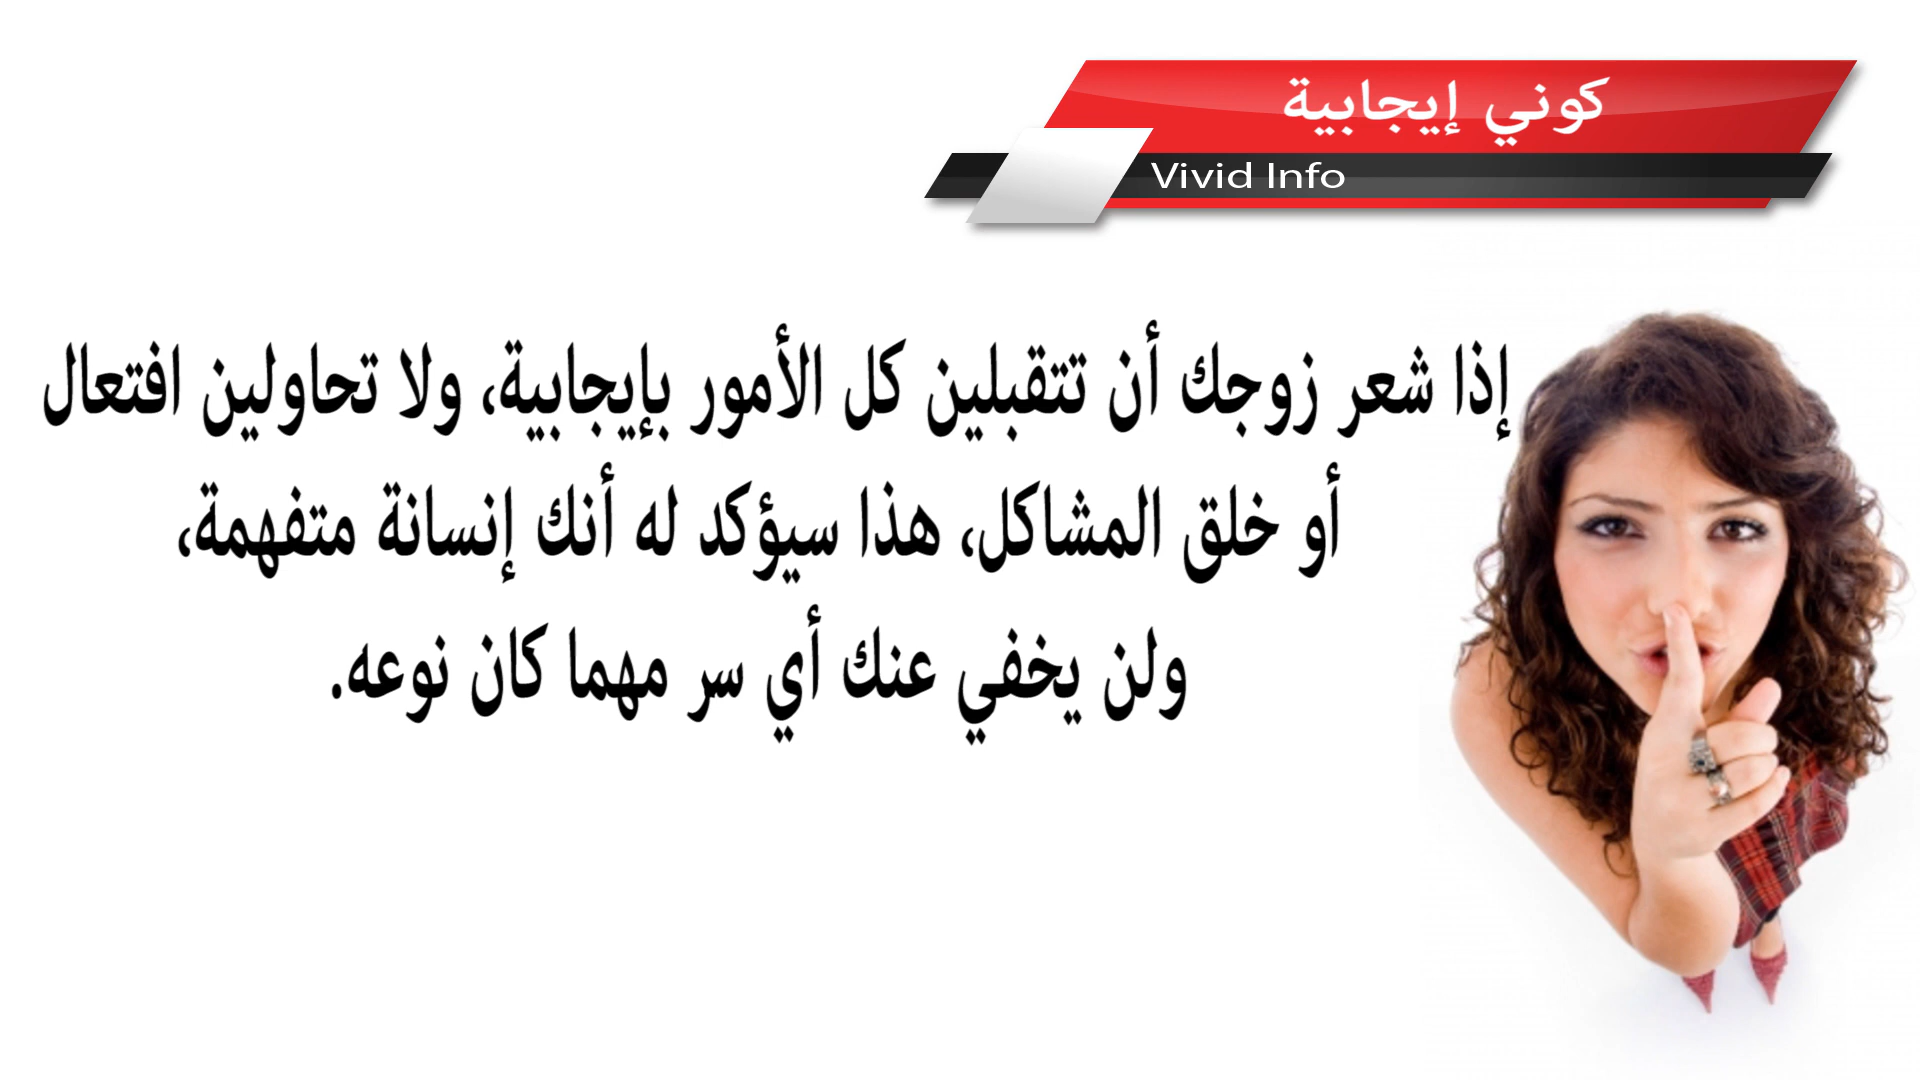 كوني إيجابية
Vivid Info
إذا شعر زوجك أن تتقبلين كل الأمور بإيجابية، ولا تحاولين افتعال
أو خلق المشاكل، هذا سيؤكد له أنك إنسانة متفهمة،
ولن يخفي عنك أي سر مهما كان نوعه.